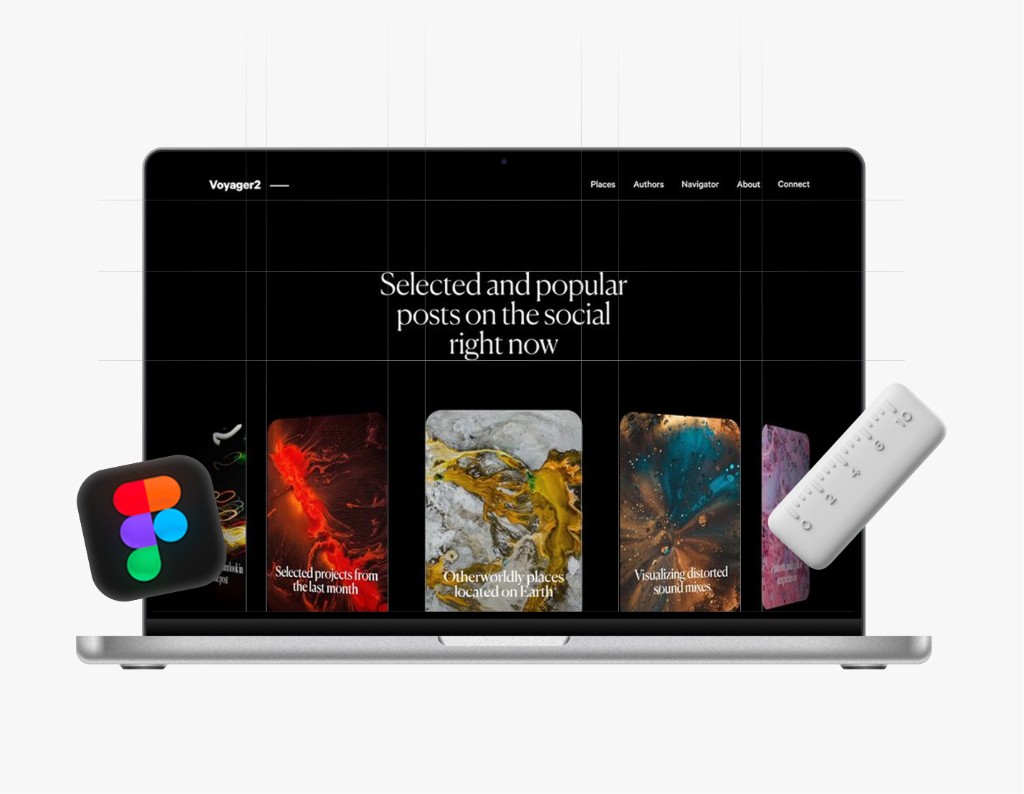 Voyager2
Places Authors Navigator About Connect
Selected and popular
posts on the social
right now
Selected projects from
the last month
Otherworldly places
located on Earth
Visualizing distorted
sound mixes